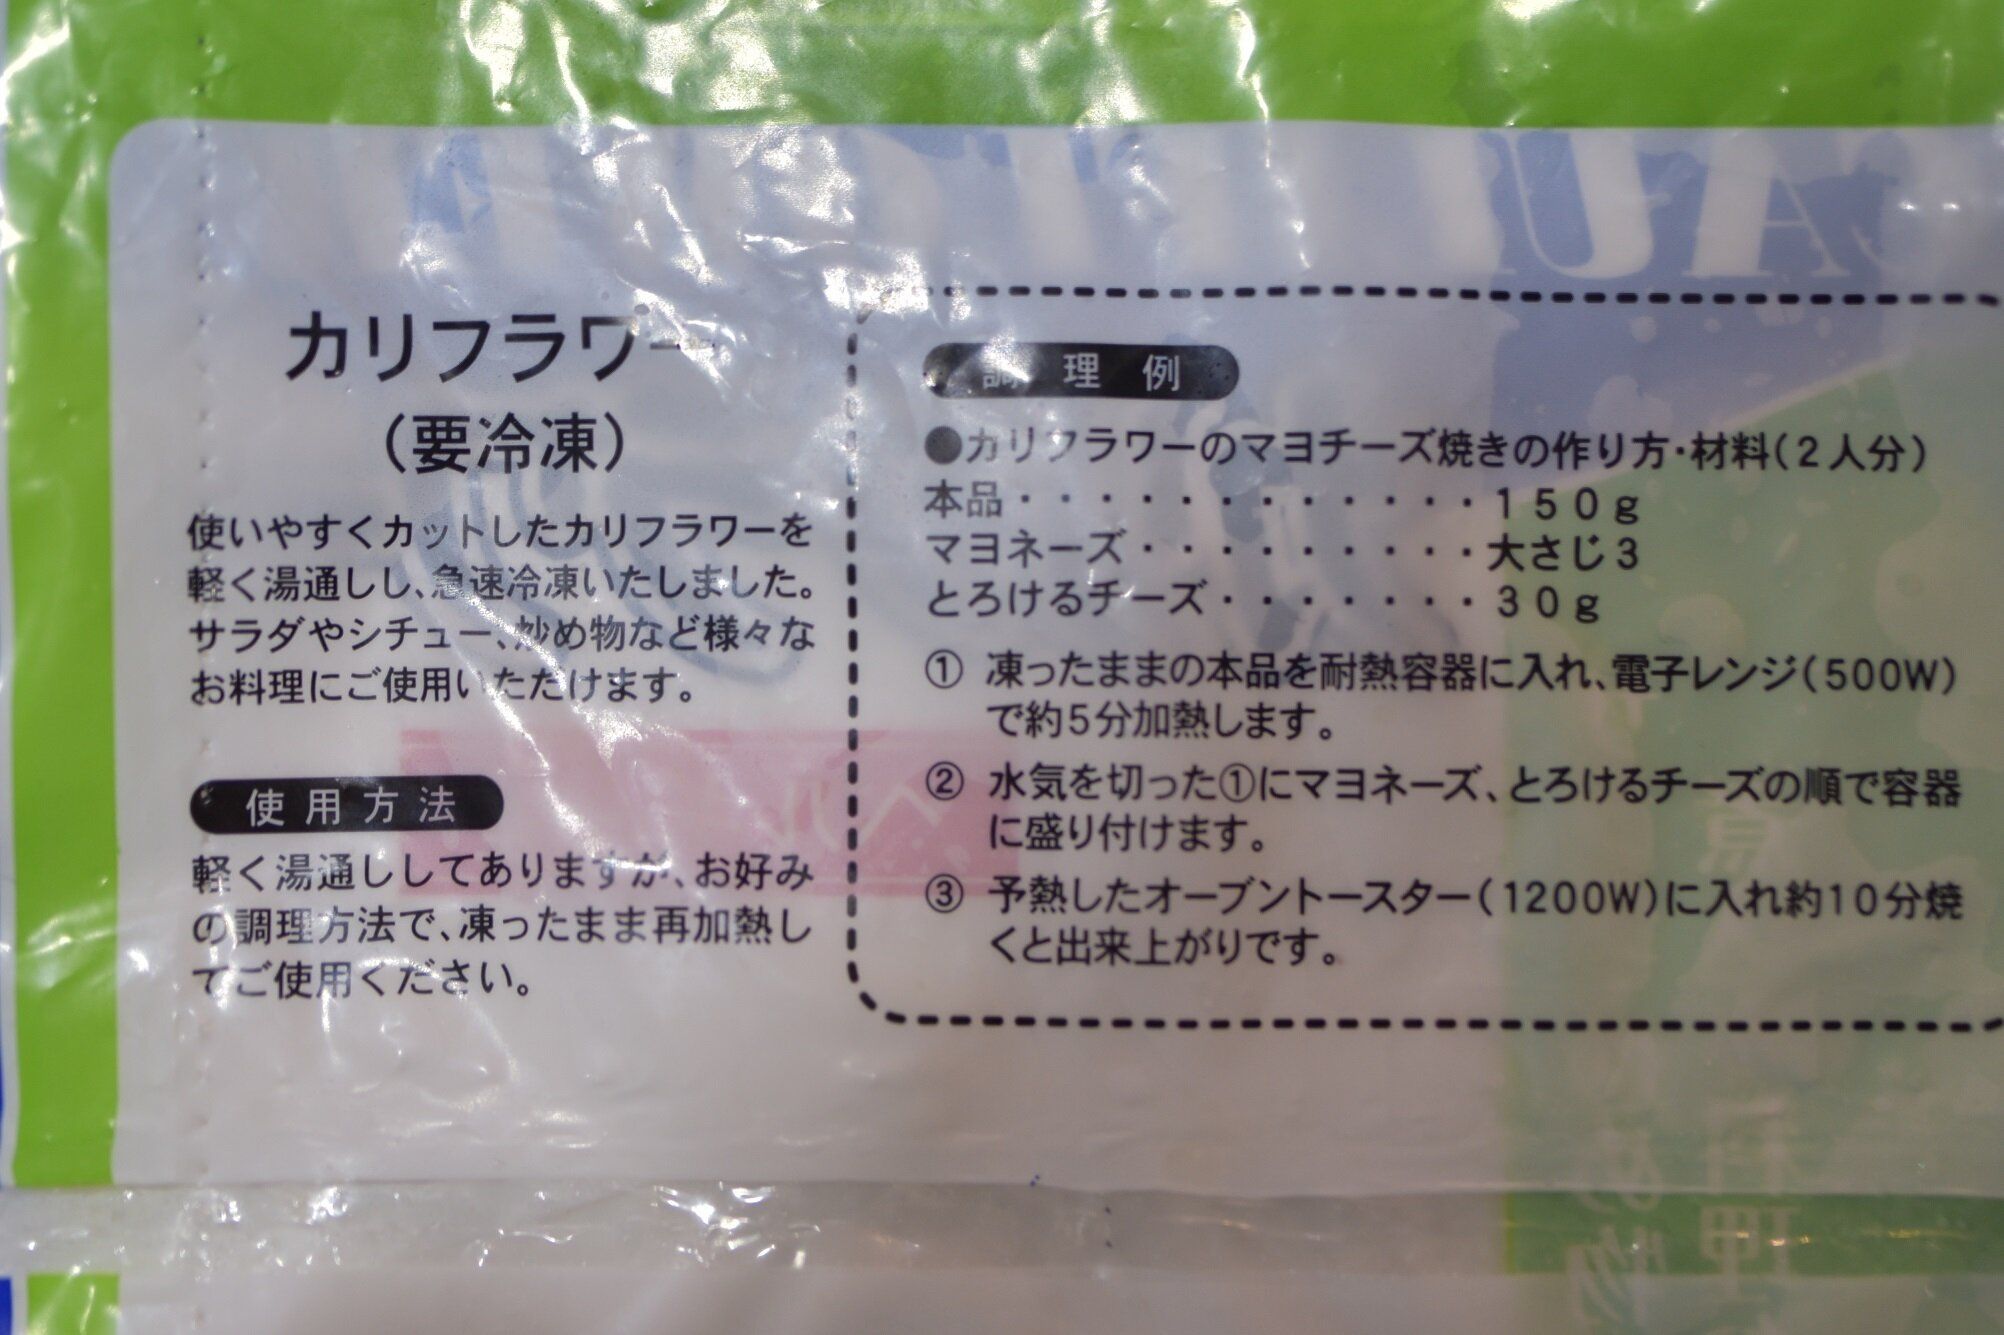 カリフラワー
(要冷凍)
使いやすくカットしたカリフラワーを
軽く湯通しし、急速冷凍いたしました。
サラダやシチュー、炒め物など様々な
お料理にご使用いただけます。
使用方法
軽く湯通ししてありますが、お好み
の調理方法で、凍ったまま再加熱し
てご使用ください。
調理例
●カリフラワーのマヨチーズ焼きの作り方・材料(2人分)
本品・・・・・・・・・・・・150g
マヨネーズ・・・・・・・・・大さじ3
とろけるチーズ・・・・・・・30g
① 凍ったままの本品を耐熱容器に入れ、電子レンジ(500W)
で約5分加熱します。
② 水気を切った①にマヨネーズ、とろけるチーズの順で容器
に盛り付けます。
③ 予熱したオーブントースター(1200W)に入れ約10分焼
くと出来上がりです。